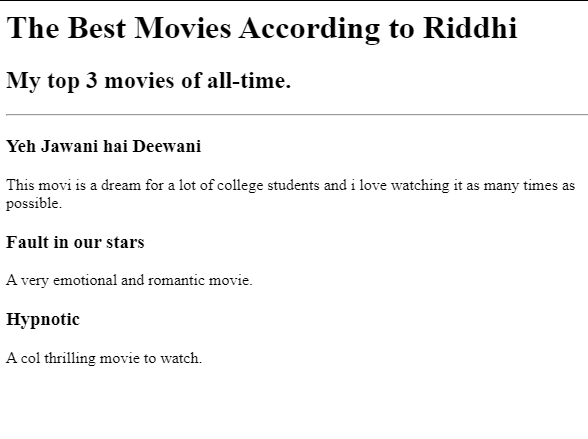 The Best Movies According to Riddhi
My top 3 movies of all-time.
Yeh Jawani hai Deewani
This movi is a dream for a lot of college students and i love watching it as many times as
possible.
Fault in our stars
A very emotional and romantic movie.
Hypnotic
A col thrilling movie to watch.